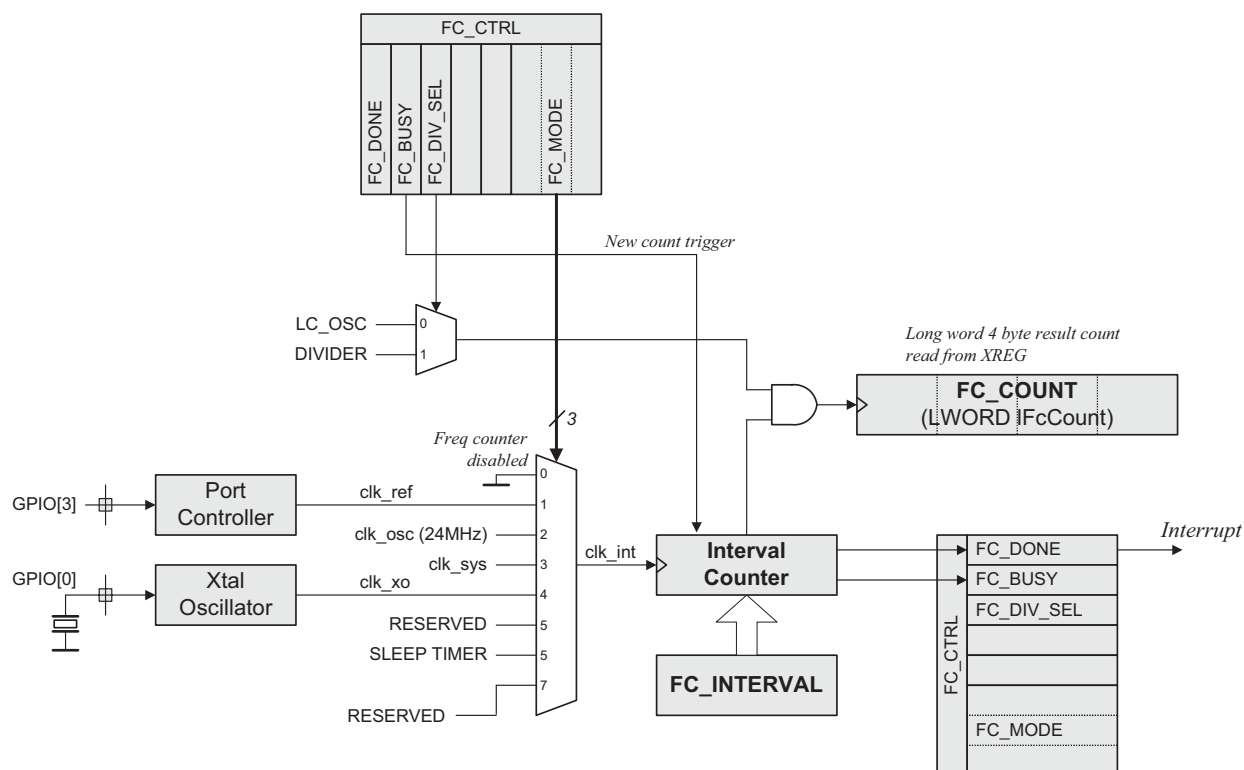 FC_CTRL
FC_DONE
FC_BUSY
FC_DIV_SEL
FC_MODE
New count trigger
LC_OSC
0
DIVIDER
1
Long word 4 byte result count
read from XREG
FC_COUNT
(LWORD lFcCount)
3
Freq counter
disabled
0
GPIO[3]
Port
Controller
clk_ref
1
clk_osc (24MHz)
2
clk_sys
3
clk_int
GPIO[0]
Xtal
Oscillator
clk_xo
4
RESERVED
5
SLEEP TIMER
5
7
RESERVED
Interval
Counter
FC_INTERVAL
FC_CTRL
FC_DONE
FC_BUSY
FC_DIV_SEL
FC_MODE
Interrupt